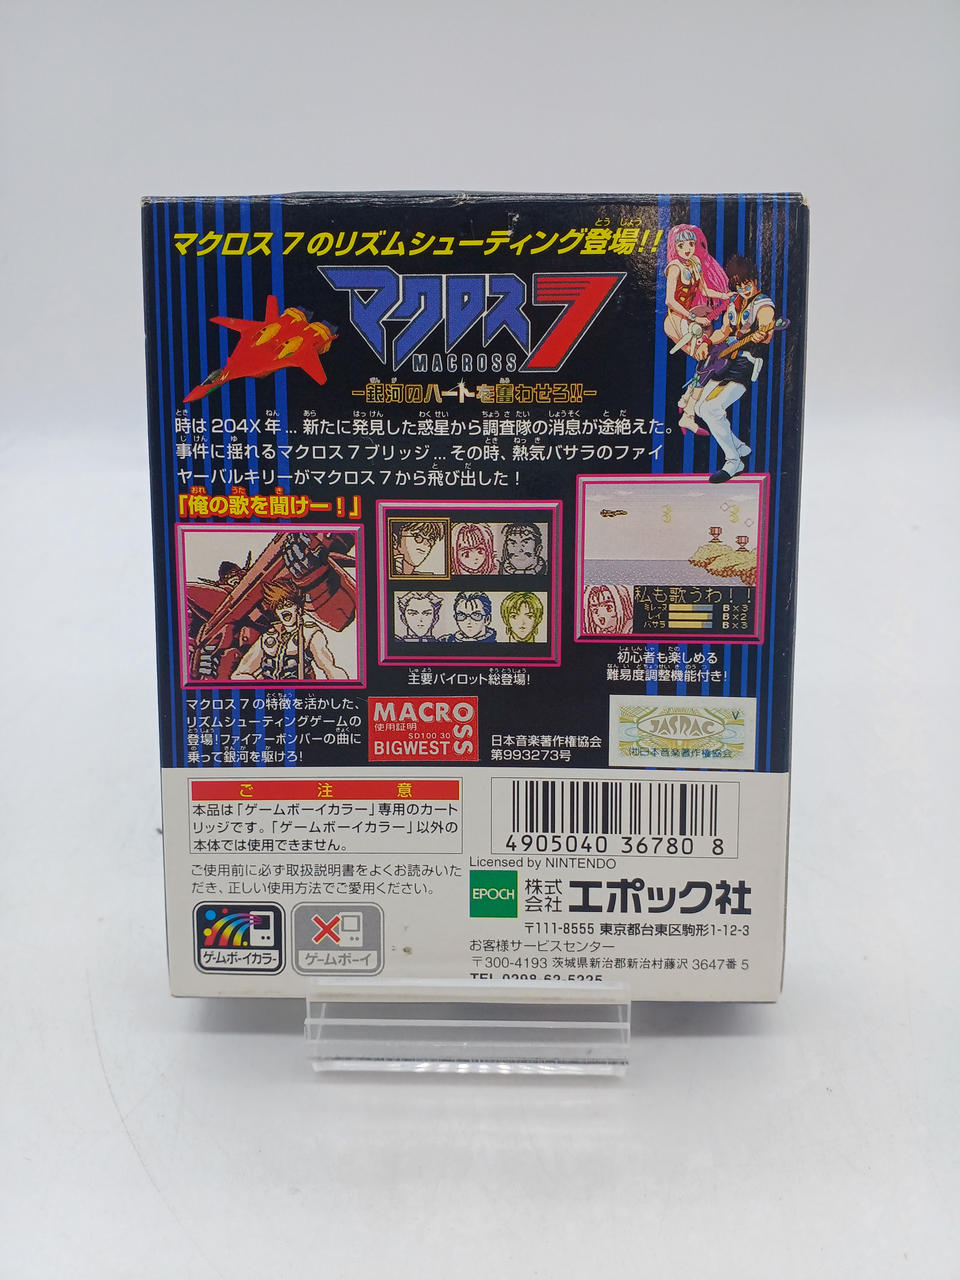 マクロス7のリズムシューティング登場!!
マクロス7
MACROSS
−銀河のハートを奮わせろ!!−
時は204X年...新たに発見した惑星から調査隊の消息が途絶えた。
事件に揺れるマクロス7ブリッジ...その時、熱気バサラのファイ
ヤーバルキリーがマクロス7から飛び出した！
「俺の歌を聞けー！」
私も歌うわ！！
ミレーヌ B×3
レイ B×2
バサラ B×3
主要パイロット総登場!
初心者も楽しめる
難易度調整機能付き!
マクロス7の特徴を活かした、
リズムシューティングゲームの
登場!ファイアーボンバーの曲に
乗って銀河を駆けろ!
MACROSS
使用証明
SD100 30
BIGWEST
日本音楽著作権協会
第993273号
JASRAC
V
(社)日本音楽著作権協会
ご注意
本品は「ゲームボーイカラー」専用のカート
リッジです。「ゲームボーイカラー」以外の
本体では使用できません。
ご使用前に必ず取扱説明書をよくお読みいた
だき、正しい使用方法でご愛用ください。
ゲームボーイカラー
ゲームボーイ
4905040 36780 8
Licensed by NINTENDO
EPOCH
株式会社 エポック社
〒111-8555 東京都台東区駒形1-12-3
お客様サービスセンター
〒300-4193 茨城県新治郡新治村藤沢 3647番 5
TEL 0298-62-5225